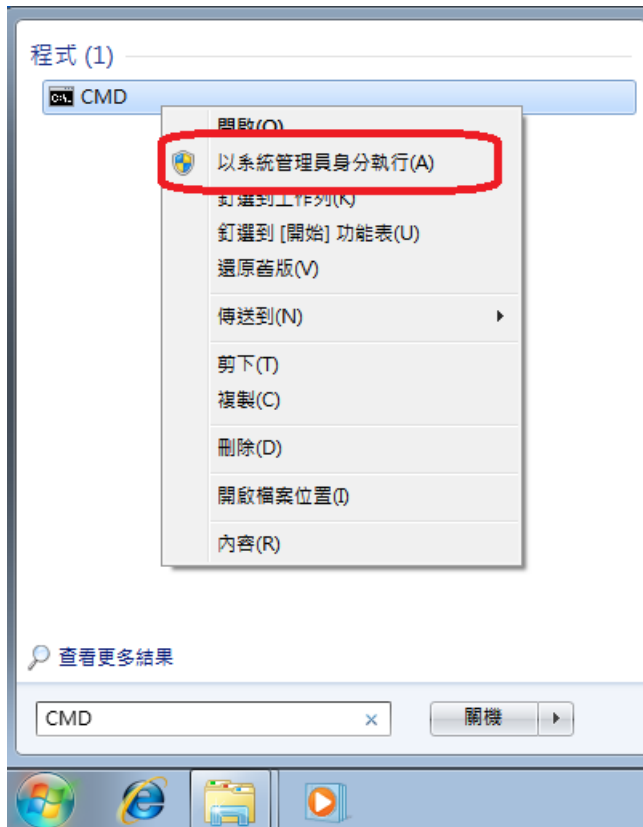 程式 (1)
CMD
開啟(O)
以系統管理員身分執行(A)
釘選到工作列(K)
釘選到 [開始] 功能表(U)
還原舊版(V)
傳送到(N)
剪下(T)
複製(C)
刪除(D)
開啟檔案位置(I)
內容(R)
查看更多結果
CMD
關機